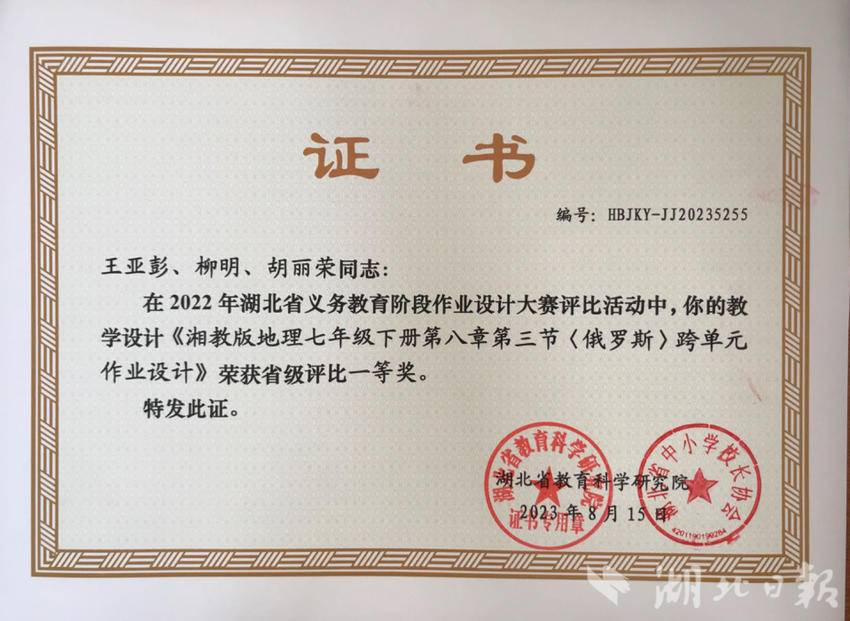 证书
编号：HBJKY-JJ20235255
王亚彭、柳明、胡丽荣同志：
在2022年湖北省义务教育阶段作业设计大赛评比活动中，你的教
学设计《湘教版地理七年级下册第八章第三节〈俄罗斯〉跨单元
作业设计》荣获省级评比一等奖。
特发此证。
湖北省教育科学研究院
证书专用章
湖北省中小学校长协会
4201190199264
湖北省教育科学研究院
2023年8月15日
湖北日报